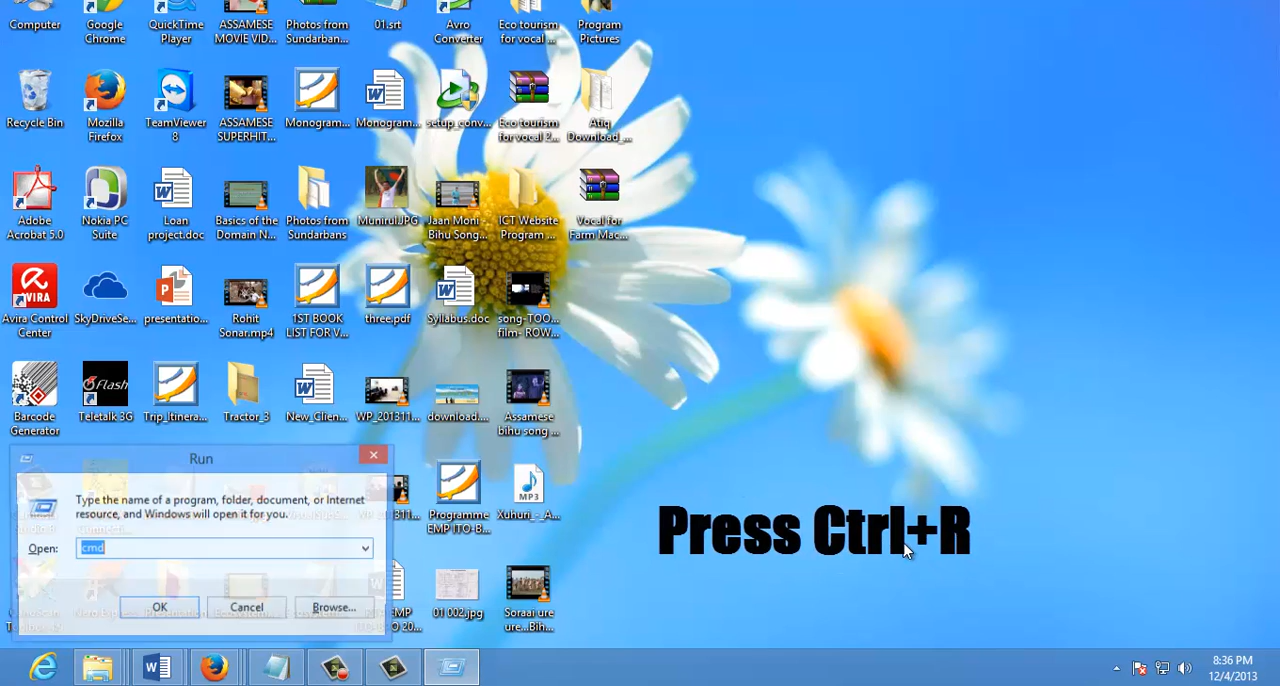 Computer
Google
Chrome
QuickTime
Player
ASSAMESE
MOVIE VID...
Photos from
Sundarban...
01.srt
Avro
Converter
Eco tourism
for vocal ...
Program
Pictures
Recycle Bin
Mozilla
Firefox
TeamViewer
8
ASSAMESE
SUPERHIT...
Monogram...
Monogram...
setup_conv...
Eco tourism
for vocal 2...
Atiq
Download_...
Adobe
Acrobat 5.0
Nokia PC
Suite
Loan
project.doc
Basics of the
Domain N...
Photos from
Sundarbans
Munirul.JPG
Jaan Moni -
Bihu Song...
ICT Website
Program ...
Vocal for
Farm Mac...
AVIRA
Avira Control
Center
SkyDriveSe...
presentatio...
Rohit
Sonar.mp4
1ST BOOK
LIST FOR V...
three.pdf
Syllabus.doc
song-TOO...
film- ROW...
Barcode
Generator
Flash
Teletalk 3G
Trip_Itinera...
Tractor_3
New_Clien...
WP_201311...
download....
Assamese
bihu song ...
Run
Type the name of a program, folder, document, or Internet
resource, and Windows will open it for you.
Open:
cmd
OK
Cancel
Browse...
Programme
EMP ITO-B...
MP3
Xuhuri_-_A...
01 002.jpg
Soraai ure
ure...Bih...
Press Ctrl+R
8:36 PM
12/4/2013